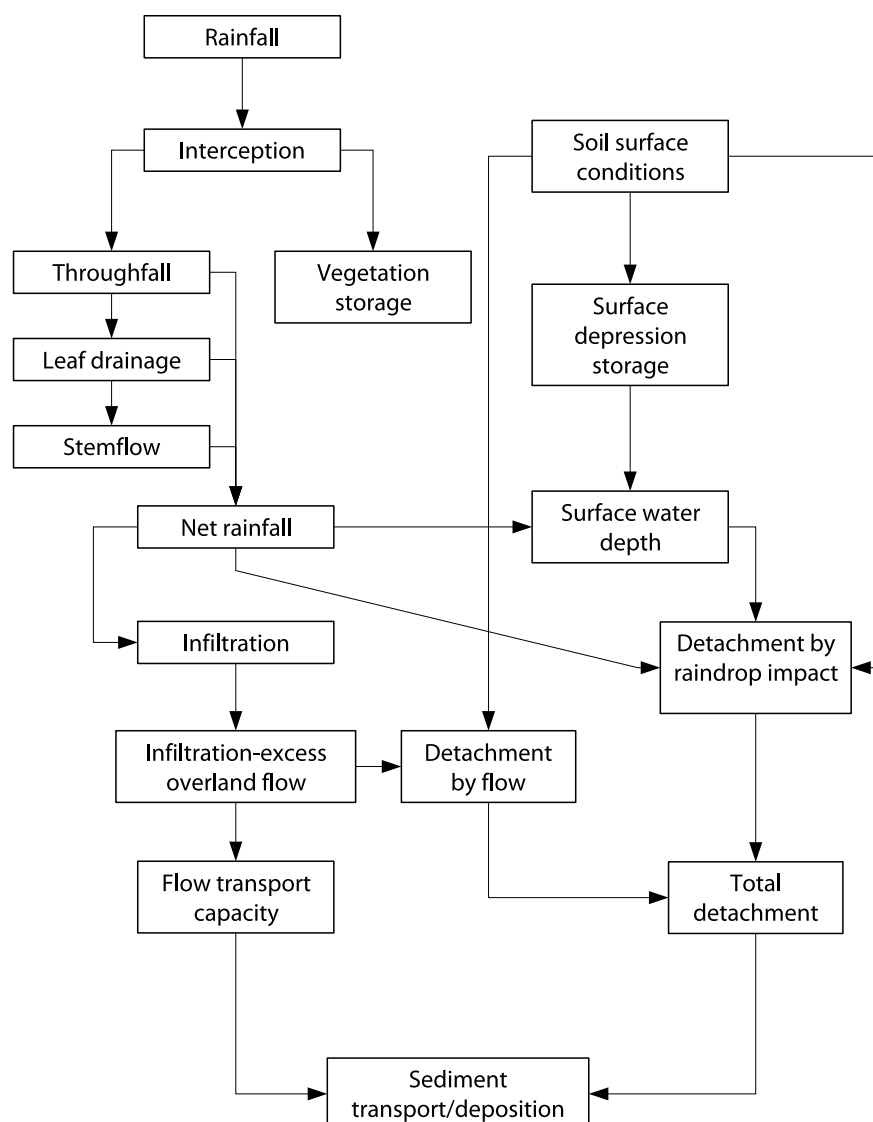 Rainfall
Interception
Soil surface
conditions
Throughfall
Vegetation
storage
Surface
depression
storage
Leaf drainage
Stemflow
Net rainfall
Surface water
depth
Infiltration
Detachment by
raindrop impact
Infiltration-excess
overland flow
Detachment
by flow
Flow transport
capacity
Total
detachment
Sediment
transport/deposition